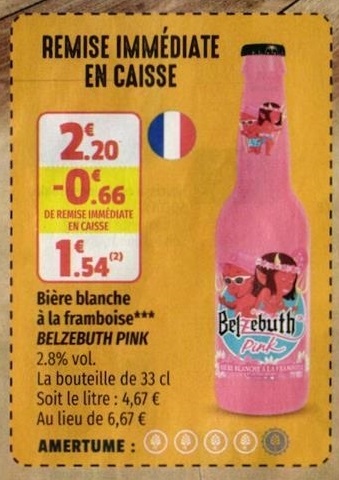 REMISE IMMÉDIATE
EN CAISSE
2.€20
-0.€66
DE REMISE IMMÉDIATE
EN CAISSE
1.€54(2)
Bière blanche
à la framboise***
BELZEBUTH PINK
2.8% vol.
La bouteille de 33 cl
Soit le litre : 4,67 €
Au lieu de 6,67 €
AMERTUME :
Belzebuth
Pink